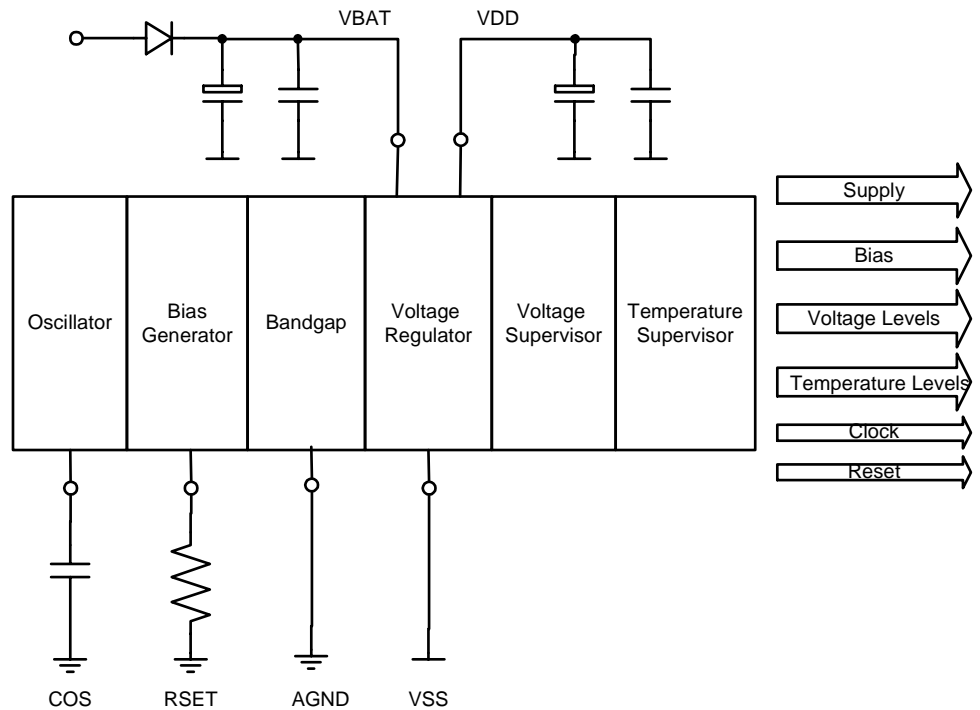 VBAT
VDD
Oscillator
Bias
Generator
Bandgap
Voltage
Regulator
Voltage
Supervisor
Temperature
Supervisor
Supply
Bias
Voltage Levels
Temperature Levels
Clock
Reset
COS
RSET
AGND
VSS